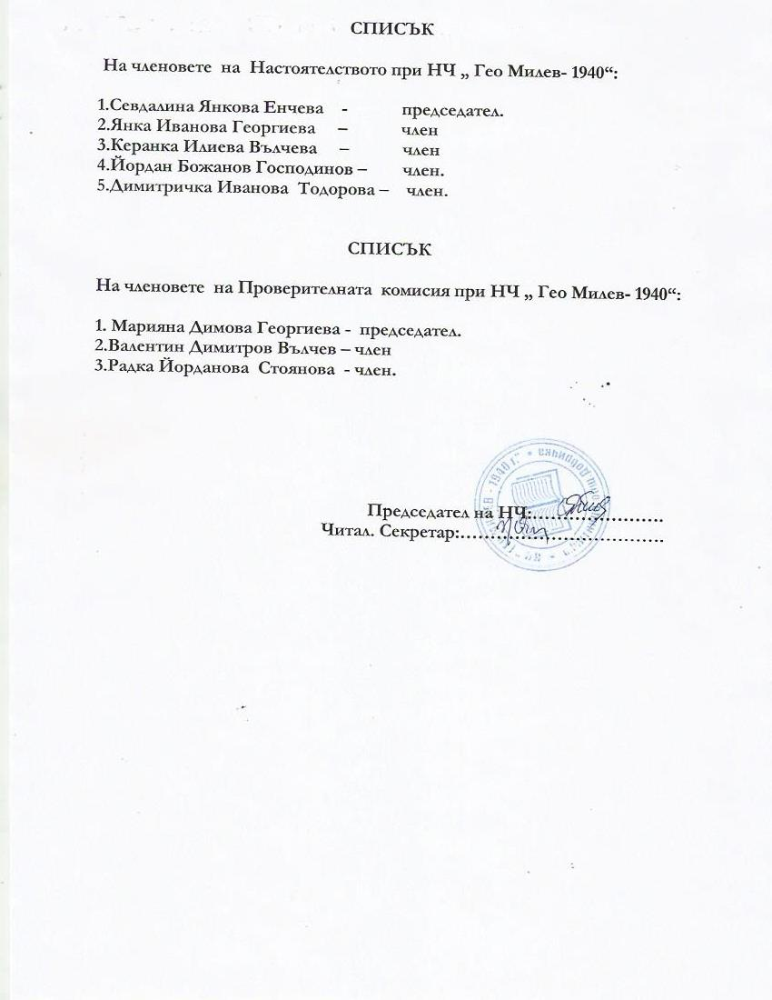 СПИСЪК
На членовете на Настоятелството при НЧ „ Гео Милев- 1940“:
1.Севдалина Янкова Енчева - председател.
2.Янка Иванова Георгиева – член
3.Керанка Илиева Вълчева – член
4.Йордан Божанов Господинов – член.
5.Димитричка Иванова Тодорова – член.
СПИСЪК
На членовете на Проверителната комисия при НЧ „ Гео Милев- 1940“:
1. Марияна Димова Георгиева - председател.
2.Валентин Димитров Вълчев – член
3.Радка Йорданова Стоянова - член.
Председател на НЧ:......................
Читал. Секретар:..................................